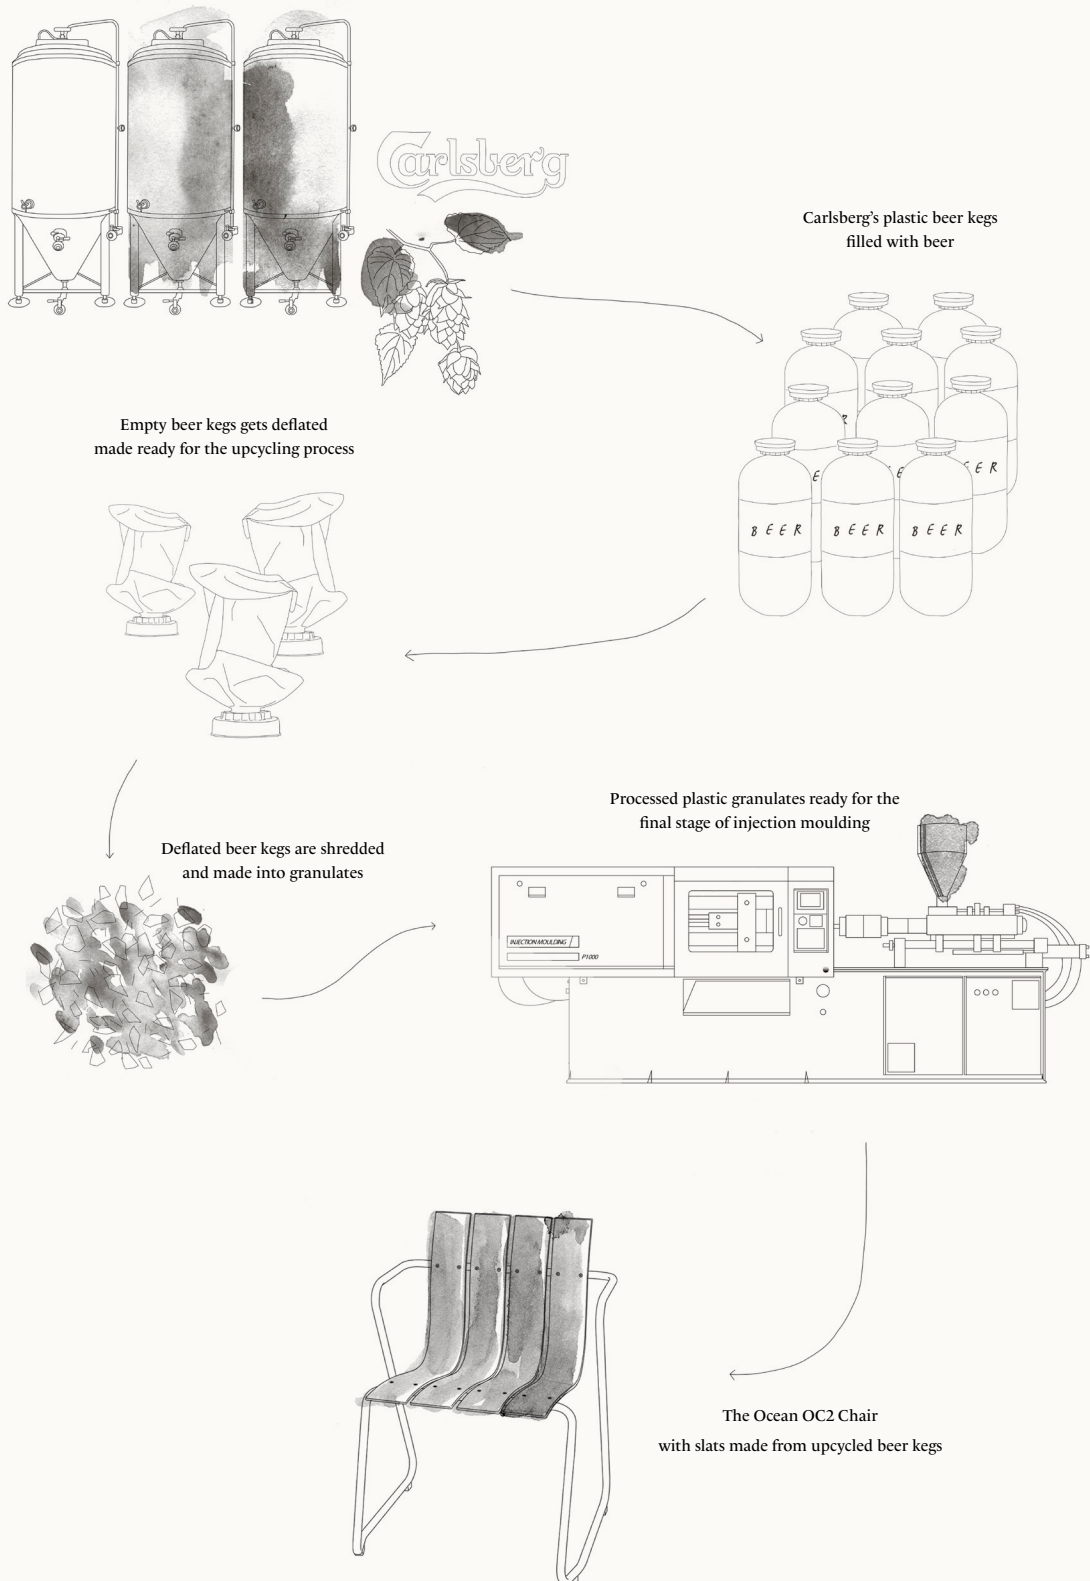 Carlsberg
Carlsberg's plastic beer kegs
filled with beer
BEER
BEER
BEER
Empty beer kegs gets deflated
made ready for the upcycling process
Processed plastic granulates ready for the
final stage of injection moulding
Deflated beer kegs are shredded
and made into granulates
INJECTION MOULDING
P1000
The Ocean OC2 Chair
with slats made from upcycled beer kegs